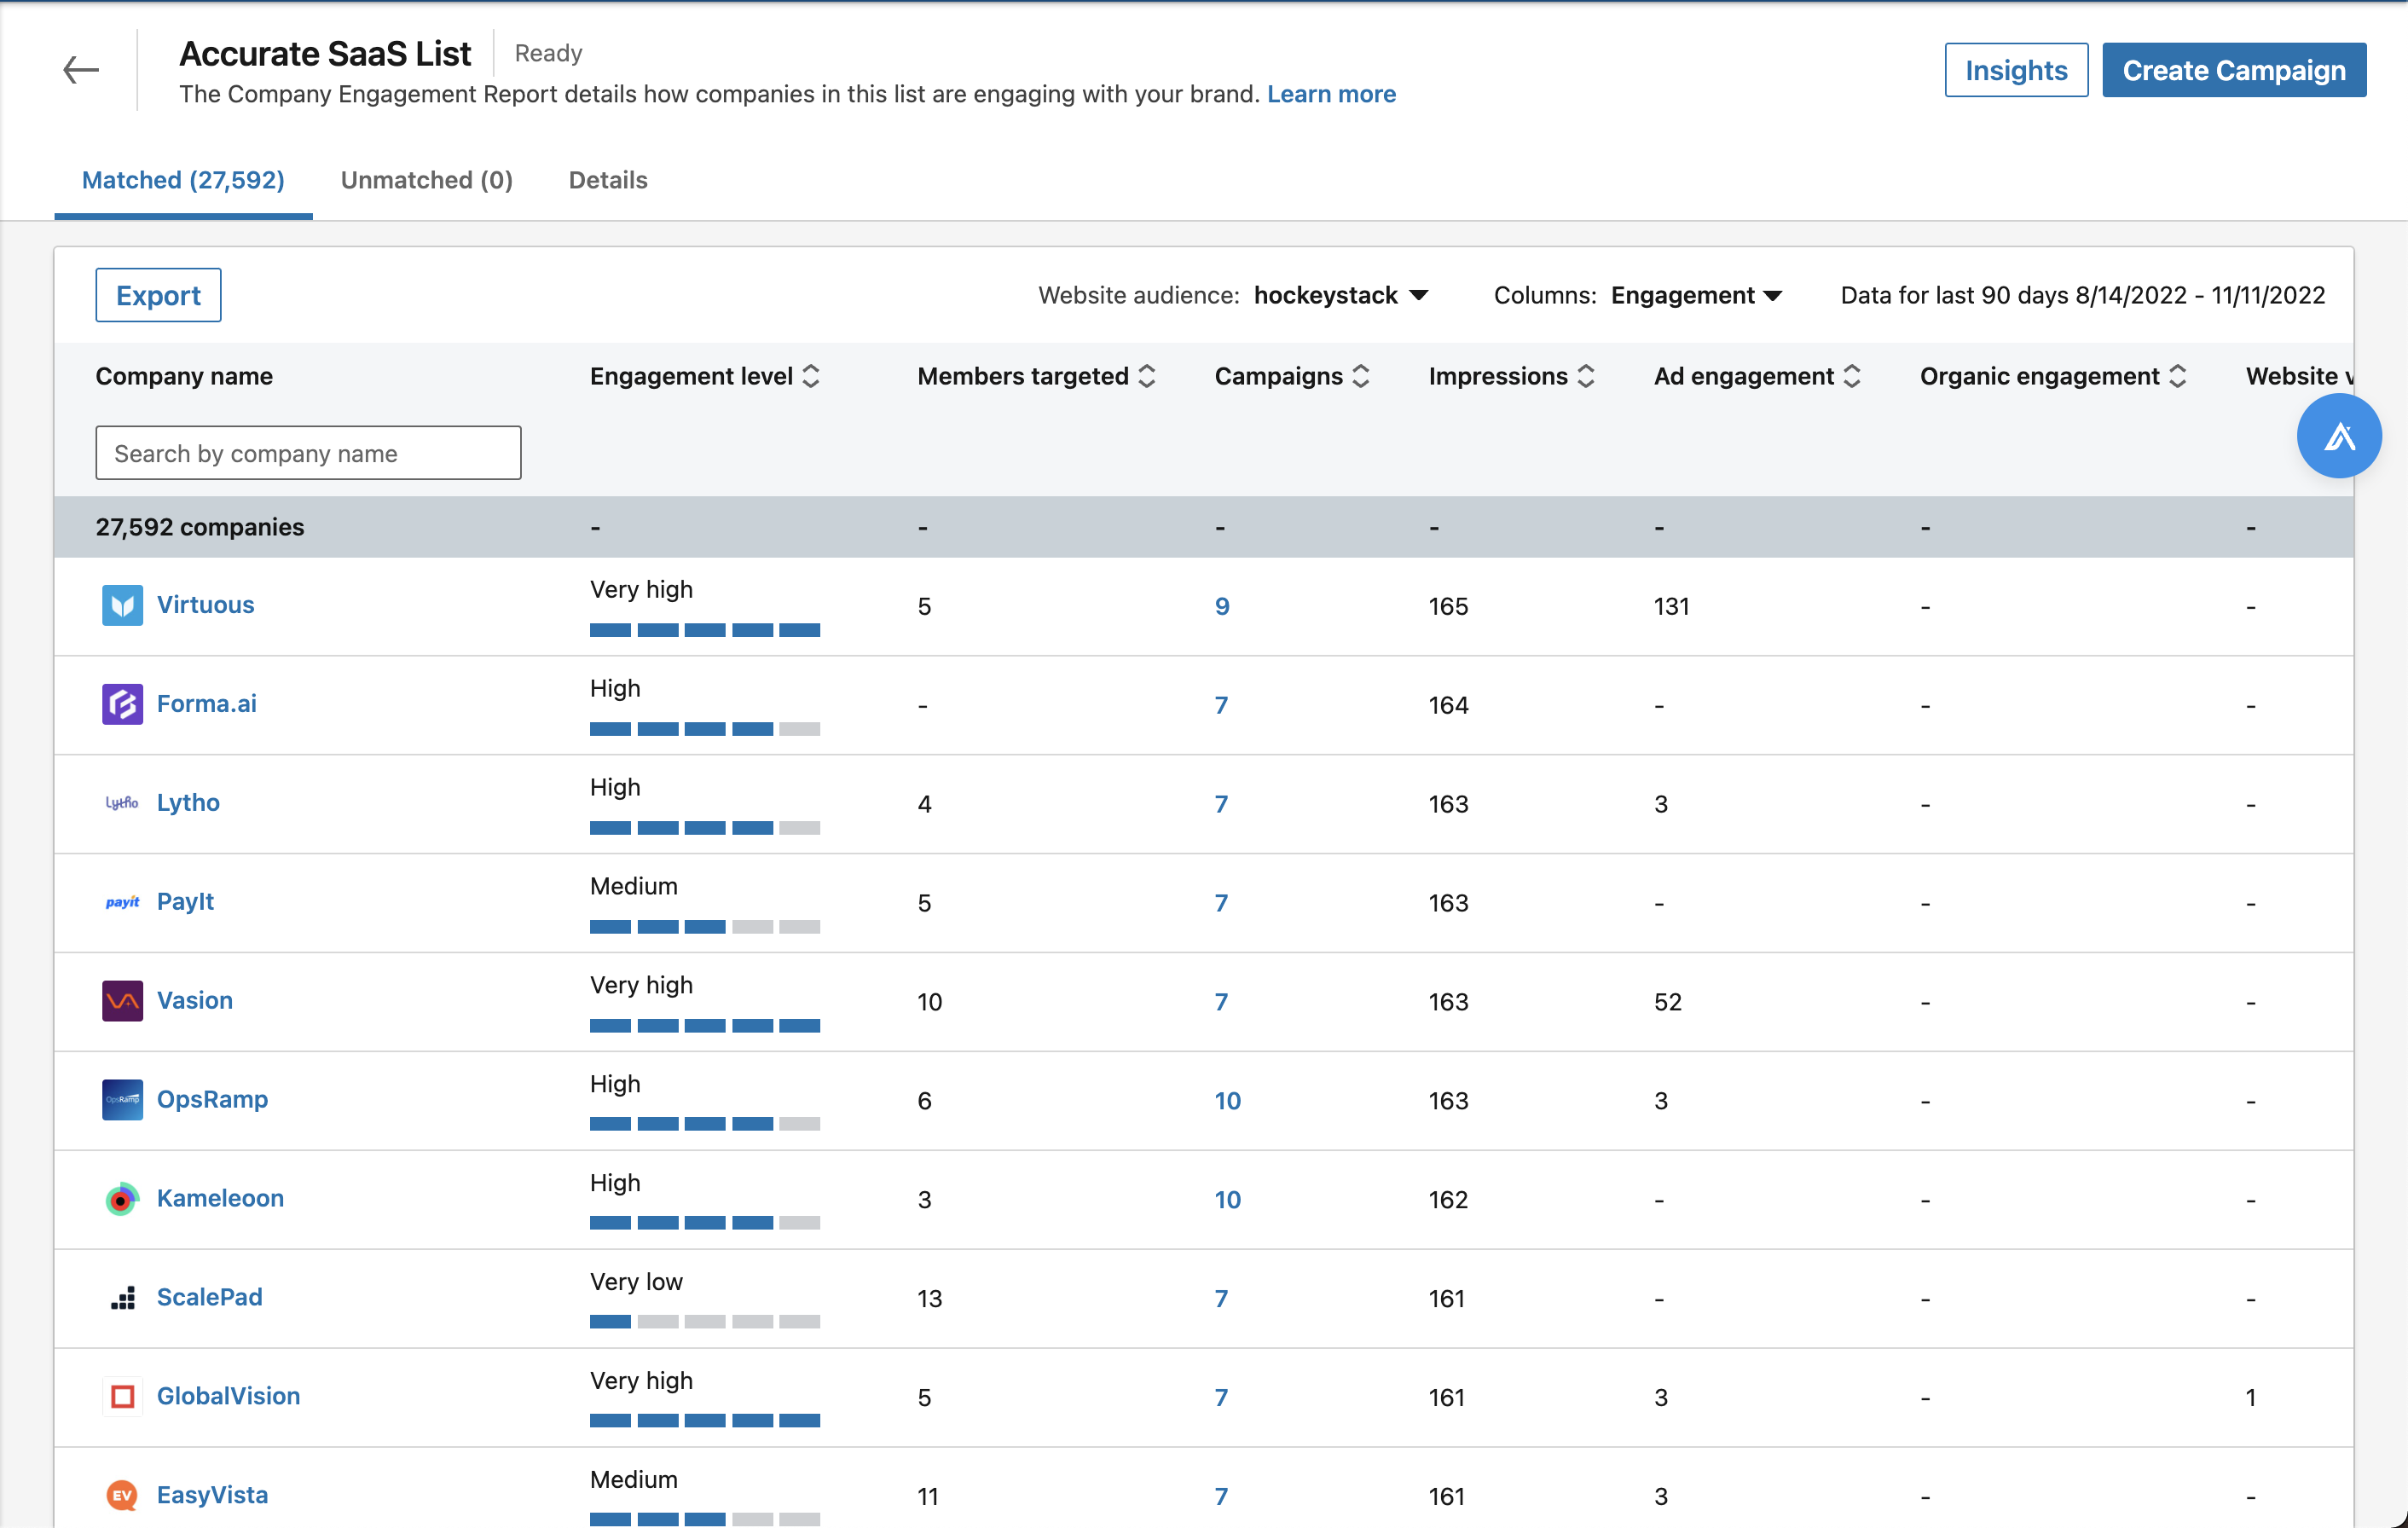 Accurate SaaS List Ready
The Company Engagement Report details how companies in this list are engaging with your brand. Learn more
Insights Create Campaign
Matched (27,592) Unmatched (0) Details
Export Website audience: hockeystack Columns: Engagement Data for last 90 days 8/14/2022 - 11/11/2022
Company name Engagement level Members targeted Campaigns Impressions Ad engagement Organic engagement Website v
Search by company name
27,592 companies - - - - - - -
Virtuous Very high 5 9 165 131 - -
Forma.ai High - 7 164 - - -
Lytho Lytho High 4 7 163 3 - -
payit PayIt Medium 5 7 163 - - -
Vasion Very high 10 7 163 52 - -
OpsRamp OpsRamp High 6 10 163 3 - -
Kameleoon High 3 10 162 - - -
ScalePad Very low 13 7 161 - - -
GlobalVision Very high 5 7 161 3 - 1
EV EasyVista Medium 11 7 161 3 - -